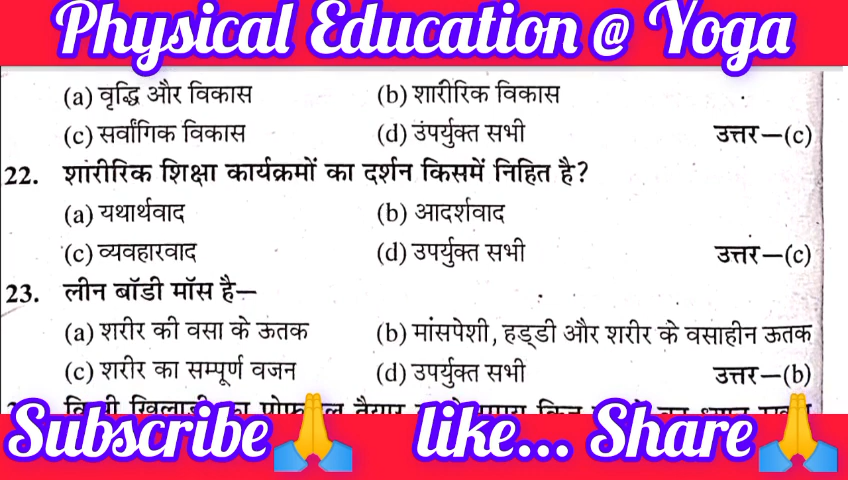 Physical Education @ Yoga
(a) वृद्धि और विकास (b) शारीरिक विकास
(c) सर्वांगिक विकास (d) उंपर्युक्त सभी उत्तर—(c)
22. शारीरिक शिक्षा कार्यक्रमों का दर्शन किसमें निहित है?
(a) यथार्थवाद (b) आदर्शवाद
(c) व्यवहारवाद (d) उपर्युक्त सभी उत्तर—(c)
23. लीन बॉडी मॉस है—
(a) शरीर की वसा के ऊतक (b) मांसपेशी, हड्डी और शरीर के वसाहीन ऊतक
(c) शरीर का सम्पूर्ण वजन (d) उपर्युक्त सभी उत्तर—(b)
Subscribe like... Share